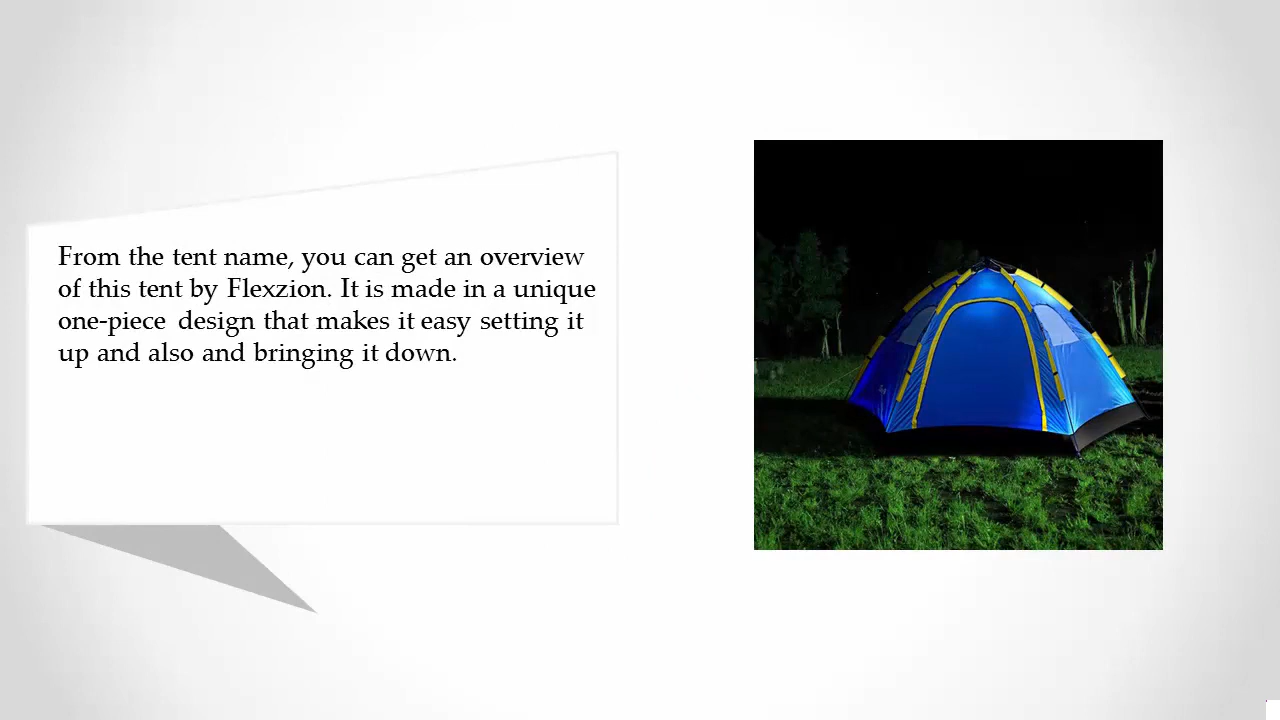 From the tent name, you can get an overview
of this tent by Flexzion. It is made in a unique
one-piece design that makes it easy setting it
up and also and bringing it down.